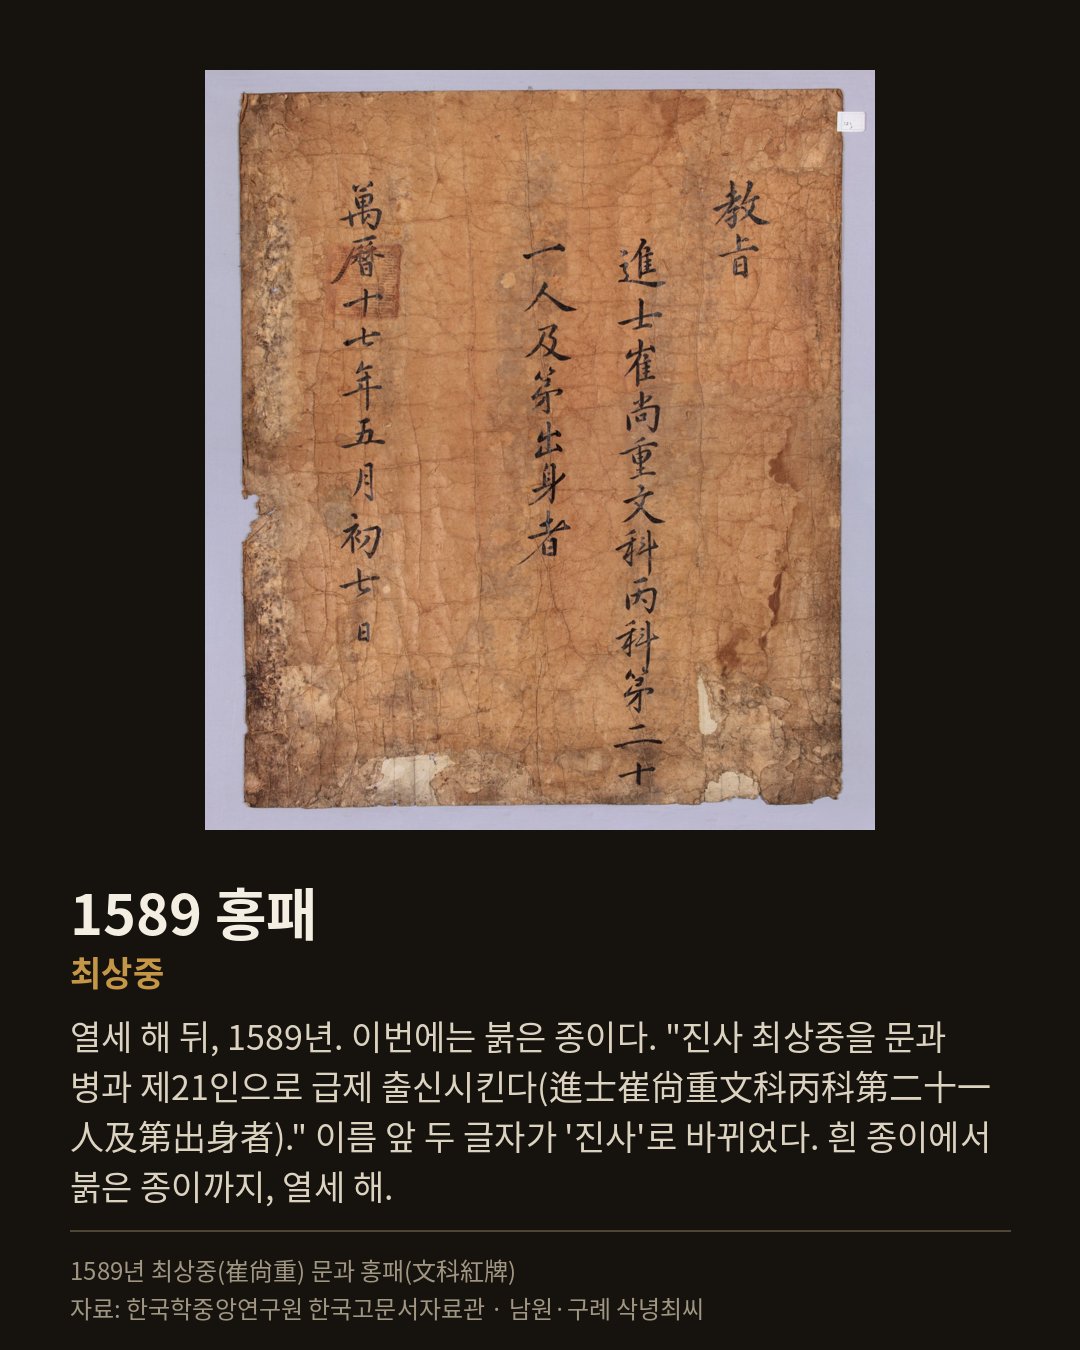 教旨
進士崔尚重文科丙科第二十
一人及第出身者
萬曆十七年五月初七日
1589 홍패
최상중
열세 해 뒤, 1589년. 이번에는 붉은 종이다. "진사 최상중을 문과
병과 제21인으로 급제 출신시킨다(進士崔尙重文科丙科第二十一
人及第出身者)." 이름 앞 두 글자가 '진사'로 바뀌었다. 흰 종이에서
붉은 종이까지, 열세 해.
1589년 최상중(崔尙重) 문과 홍패(文科紅牌)
자료: 한국학중앙연구원 한국고문서자료관 · 남원·구례 삭녕최씨